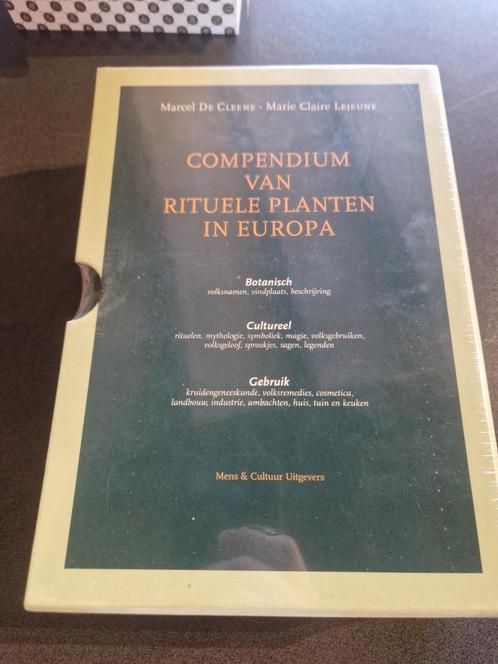 Marcel De Cleene - Marie Claire Lejeune
COMPENDIUM
VAN
RITUELE PLANTEN
IN EUROPA
Botanisch
volksnamen, vindplaats, beschrijving
Cultureel
rituelen, mythologie, symboliek, magie, volksgebruiken,
volksgeloof, sprookjes, sagen, legenden
Gebruik
kruidengeneeskunde, volksremedies, cosmetica,
landbouw, industrie, ambachten, huis, tuin en keuken
Mens & Cultuur Uitgevers